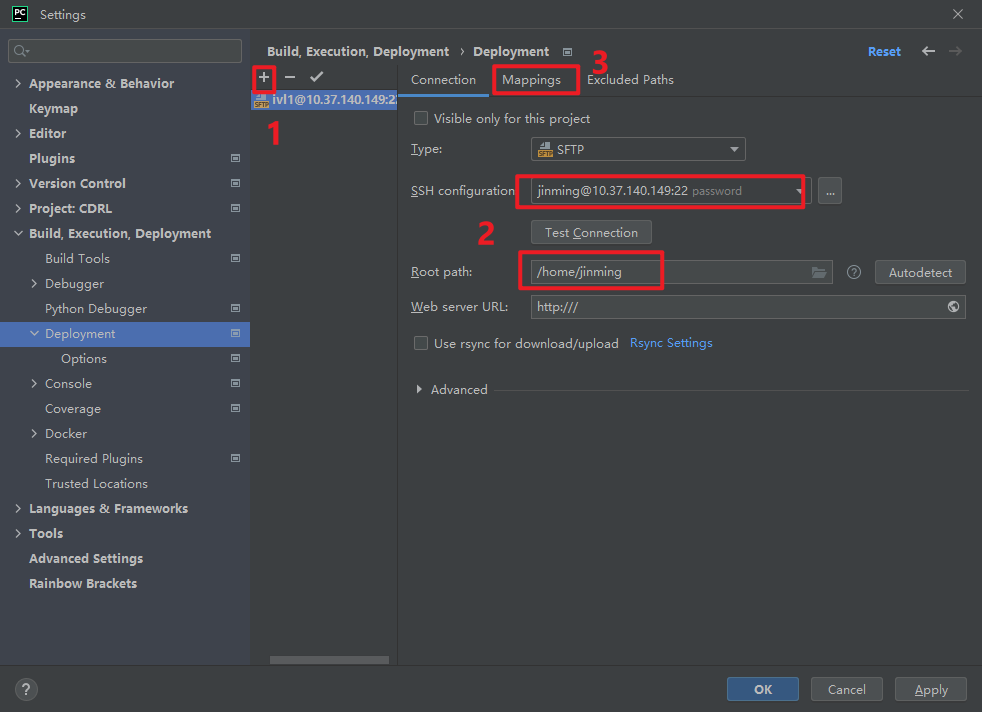 PC
Settings
Build, Execution, Deployment › Deployment
Reset
3
Connection
Mappings
Excluded Paths
ivl1@10.37.140.149:22
1
Appearance & Behavior
Keymap
Editor
Plugins
Version Control
Project: CDRL
Build, Execution, Deployment
Build Tools
Debugger
Python Debugger
Deployment
Options
Console
Coverage
Docker
Required Plugins
Trusted Locations
Languages & Frameworks
Tools
Advanced Settings
Rainbow Brackets
Visible only for this project
Type:
SFTP
SSH configuration
jinming@10.37.140.149:22 password
...
2
Test Connection
Root path:
/home/jinming
?
Autodetect
Web server URL:
http:///
Use rsync for download/upload
Rsync Settings
Advanced
?
OK
Cancel
Apply